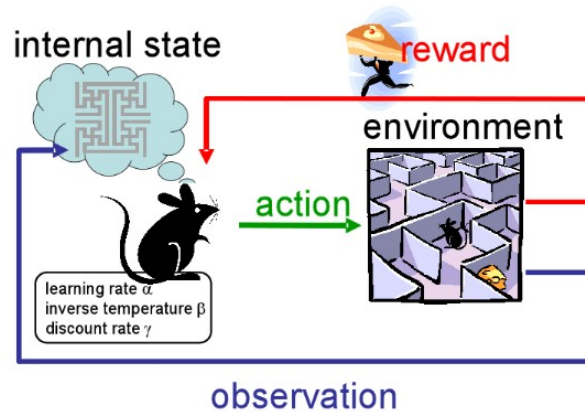 internal state
reward
environment
action
learning rate α
inverse temperature β
discount rate γ
observation